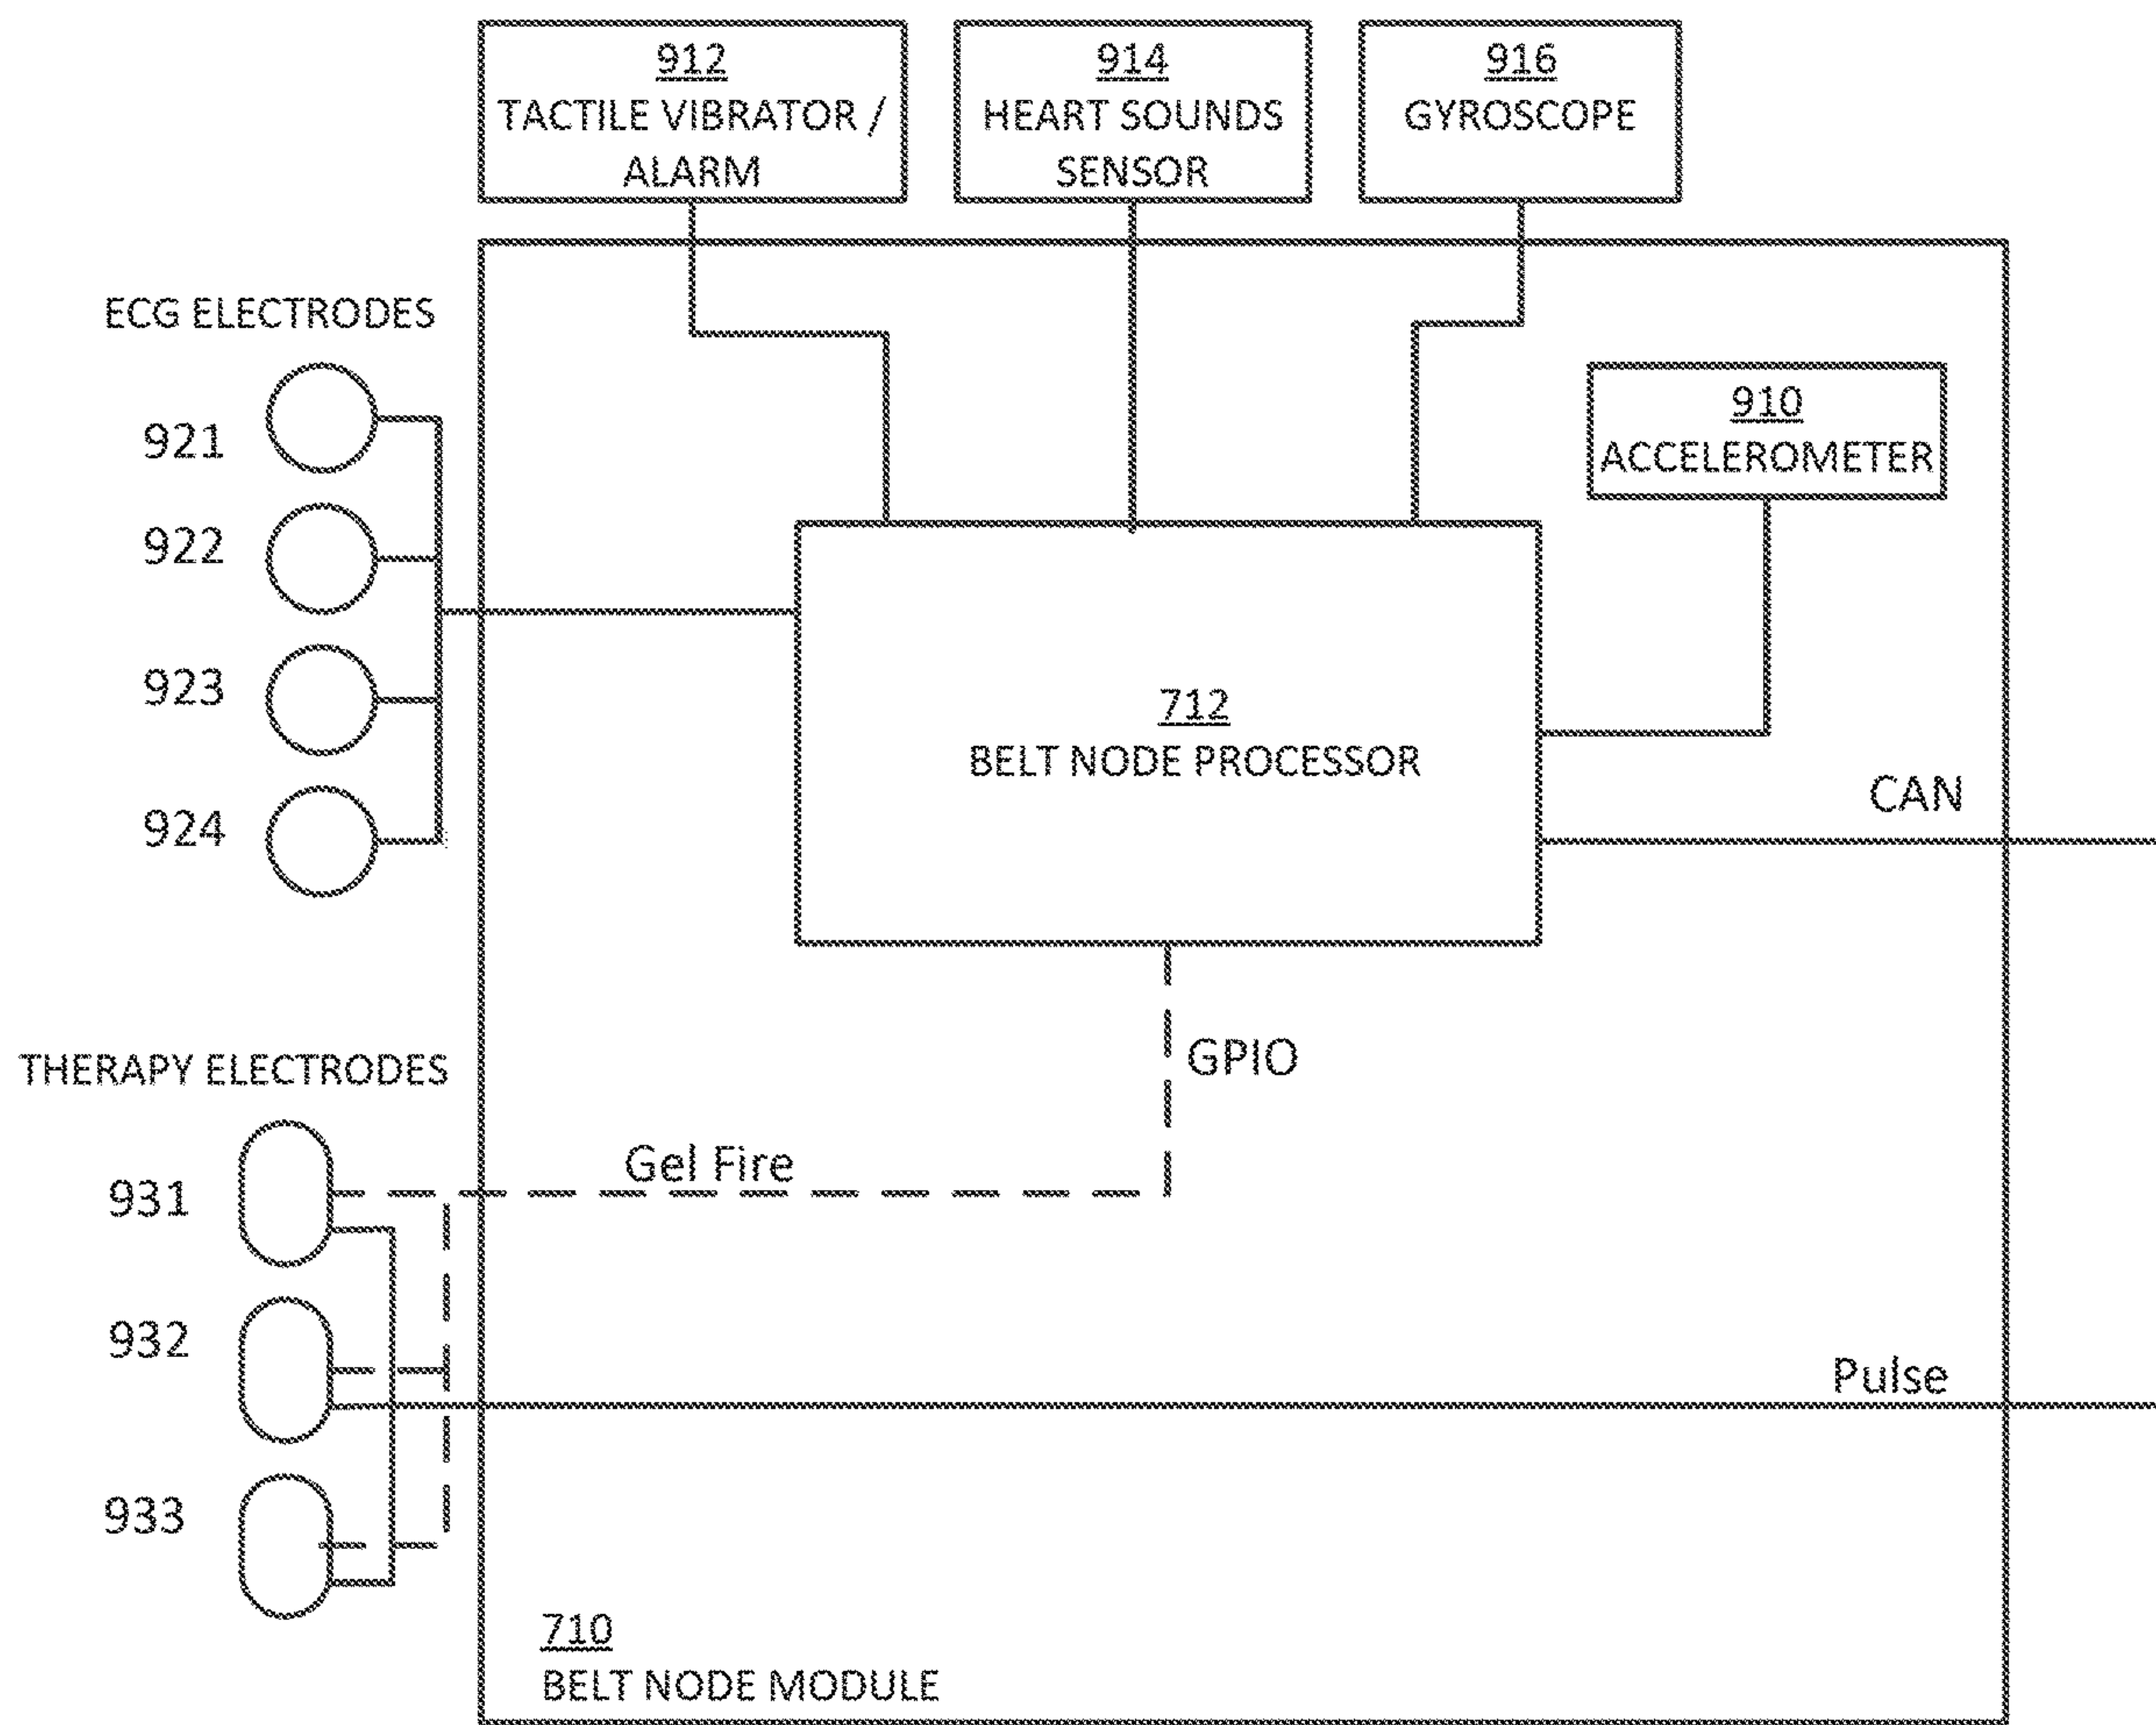 912
TACTILE VIBRATOR /
ALARM
914
HEART SOUNDS
SENSOR
916
GYROSCOPE
ECG ELECTRODES
921
922
923
924
910
ACCELEROMETER
712
BELT NODE PROCESSOR
CAN
GPIO
THERAPY ELECTRODES
Gel Fire
931
932
933
Pulse
710
BELT NODE MODULE